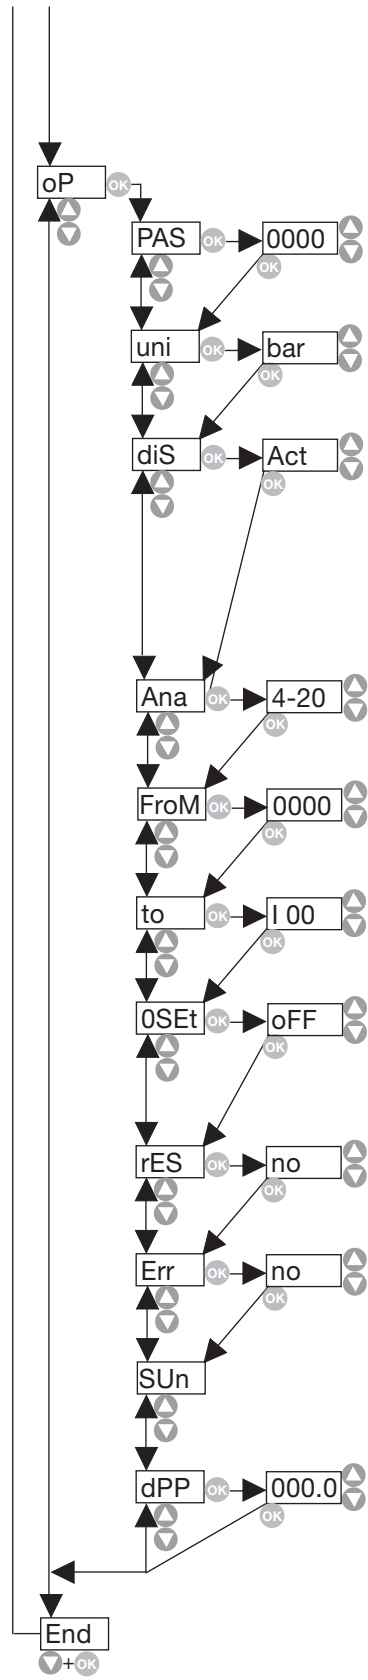 oP OK
PAS OK 0000
OK
uni OK bar
OK
diS OK Act
OK
Ana OK 4-20
OK
FroM OK 0000
OK
to OK I 00
OK
0SEt OK oFF
OK
rES OK no
OK
Err OK no
OK
SUn
dPP OK 000.0
OK
End
+OK